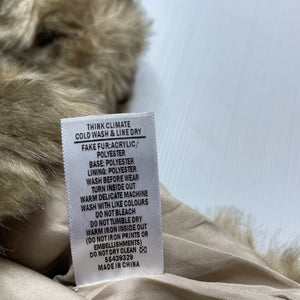 THINK CLIMATE
COLD WASH & LINE DRY
FAKE FUR:ACRYLIC/
POLYESTER
BASE: POLYESTER
LINING: POLYESTER
WASH BEFORE WEAR
TURN INSIDE OUT
WARM DELICATE MACHINE
WASH WITH LIKE COLOURS
DO NOT BLEACH
DO NOT TUMBLE DRY
WARM IRON INSIDE OUT
(DO NOT IRON PRINTS OR
EMBELLISHMENTS)
DO NOT DRY CLEAN
S5439329
MADE IN CHINA